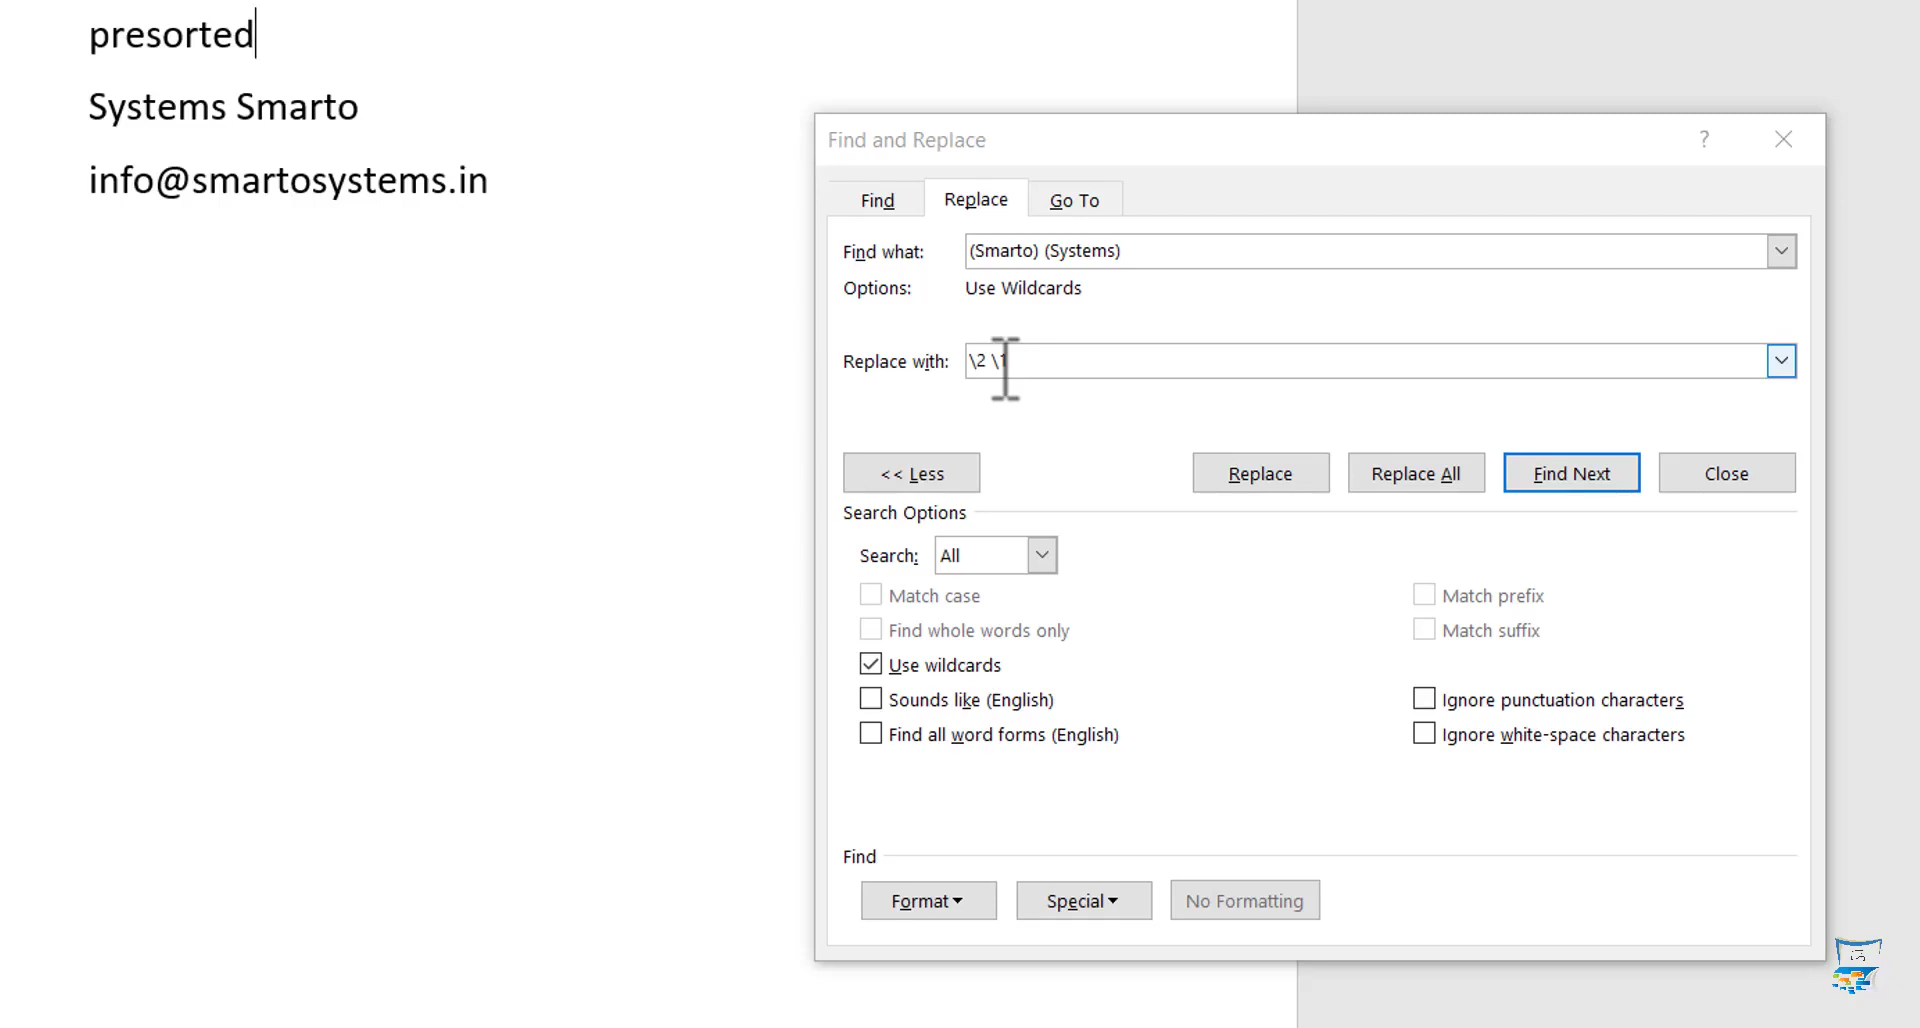 presorted
Systems Smarto
info@smartosystems.in
Find and Replace ?
Find Replace Go To
Find what: (Smarto) (Systems)
Options: Use Wildcards
Replace with: \2 \1
<< Less Replace Replace All Find Next Close
Search Options
Search: All
Match case Match prefix
Find whole words only Match suffix
Use wildcards
Sounds like (English) Ignore punctuation characters
Find all word forms (English) Ignore white-space characters
Find
Format Special No Formatting